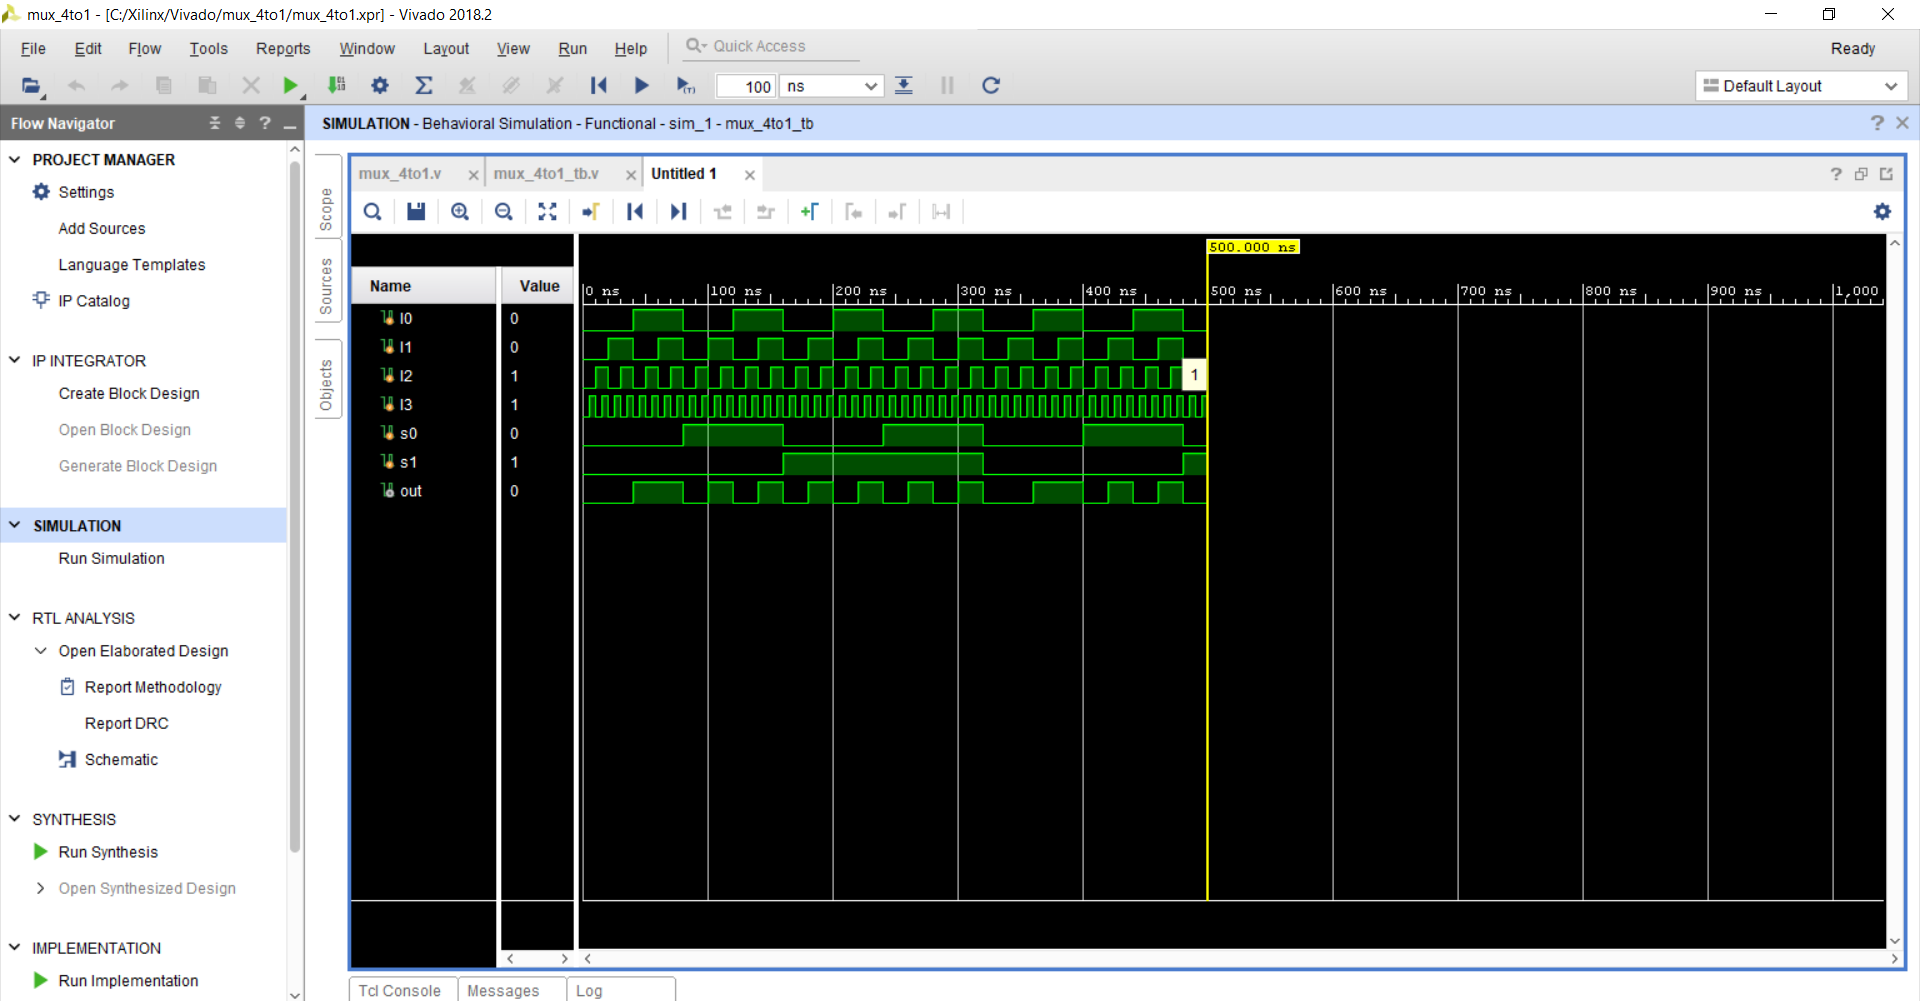 mux_4to1 - [C:/Xilinx/Vivado/mux_4to1/mux_4to1.xpr] - Vivado 2018.2
File Edit Flow Tools Reports Window Layout View Run Help Quick Access Ready
100 ns Default Layout
Flow Navigator ? SIMULATION - Behavioral Simulation - Functional - sim_1 - mux_4to1_tb ?
PROJECT MANAGER
Settings
Add Sources
Language Templates
IP Catalog
IP INTEGRATOR
Create Block Design
Open Block Design
Generate Block Design
SIMULATION
Run Simulation
RTL ANALYSIS
Open Elaborated Design
Report Methodology
Report DRC
Schematic
SYNTHESIS
Run Synthesis
Open Synthesized Design
IMPLEMENTATION
Run Implementation
Scope
Sources
Objects
mux_4to1.v mux_4to1_tb.v Untitled 1 ?
500.000 ns
Name Value
0 ns 100 ns 200 ns 300 ns 400 ns 500 ns 600 ns 700 ns 800 ns 900 ns 1,000
I0 0
I1 0
I2 1 1
I3 1
s0 0
s1 1
out 0
Tcl Console Messages Log